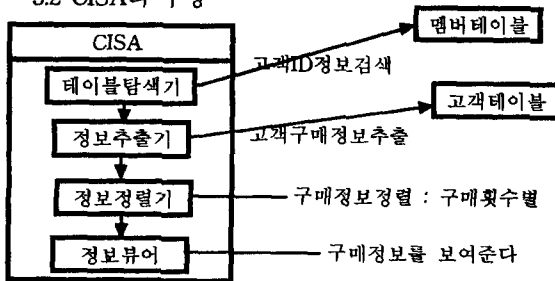 3.2 CISA의 구성
CISA
멤버테이블
고객ID정보검색
테이블탐색기
고객테이블
정보추출기
고객구매정보추출
정보정렬기
구매정보정렬 : 구매횟수별
정보뷰어
구매정보를 보여준다